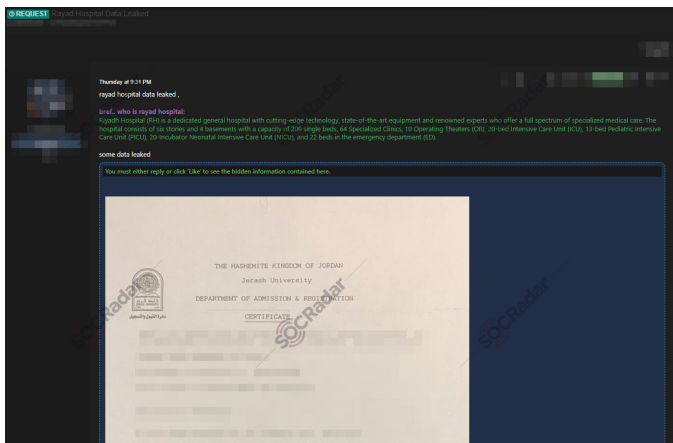 REQUEST Rayad Hospital Data Leaked
Thursday at 9:31 PM
rayad hospital data leaked ,
bref.. who is rayad hospital:
Riyadh Hospital (RH) is a dedicated general hospital with cutting-edge technology, state-of-the-art equipment and renowned experts who offer a full spectrum of specialized medical care. The
hospital consists of six stories and 4 basements with a capacity of 200 single beds, 64 Specialized Clinics, 10 Operating Theaters (OR), 20-bed Intensive Care Unit (ICU), 13-bed Pediatric Intensive
Care Unit (PICU), 20-Incubator Neonatal Intensive Care Unit (NICU), and 22 beds in the emergency department (ED).
some data leaked
You must either reply or click 'Like' to see the hidden information contained here.
THE HASHEMITE KINGDOM OF JORDAN
Jerash University
DEPARTMENT OF ADMISSION & REGISTRATION
دائرة القبول والتسجيل
CERTIFICATE
SOCRadar
SOCRadar
SOCRadar